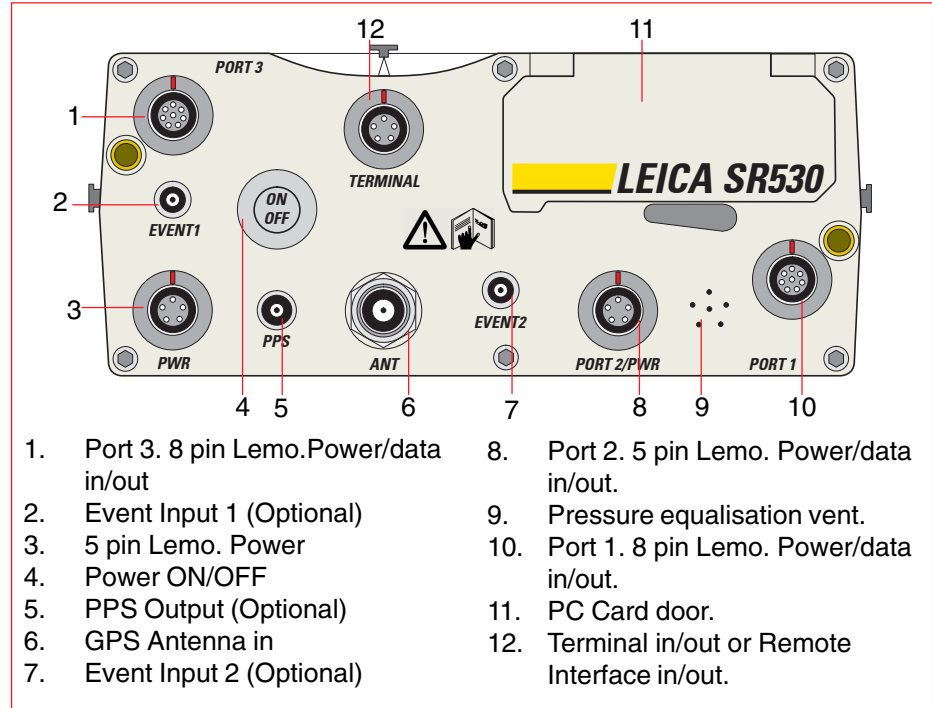 12
11
PORT 3
1
TERMINAL
LEICA SR530
ON
OFF
2
EVENT1
3
EVENT2
PPS
PWR
ANT
PORT 2/PWR
PORT 1
4
5
6
7
8
9
10
1. Port 3. 8 pin Lemo.Power/data
in/out
2. Event Input 1 (Optional)
3. 5 pin Lemo. Power
4. Power ON/OFF
5. PPS Output (Optional)
6. GPS Antenna in
7. Event Input 2 (Optional)
8. Port 2. 5 pin Lemo. Power/data
in/out.
9. Pressure equalisation vent.
10. Port 1. 8 pin Lemo. Power/data
in/out.
11. PC Card door.
12. Terminal in/out or Remote
Interface in/out.